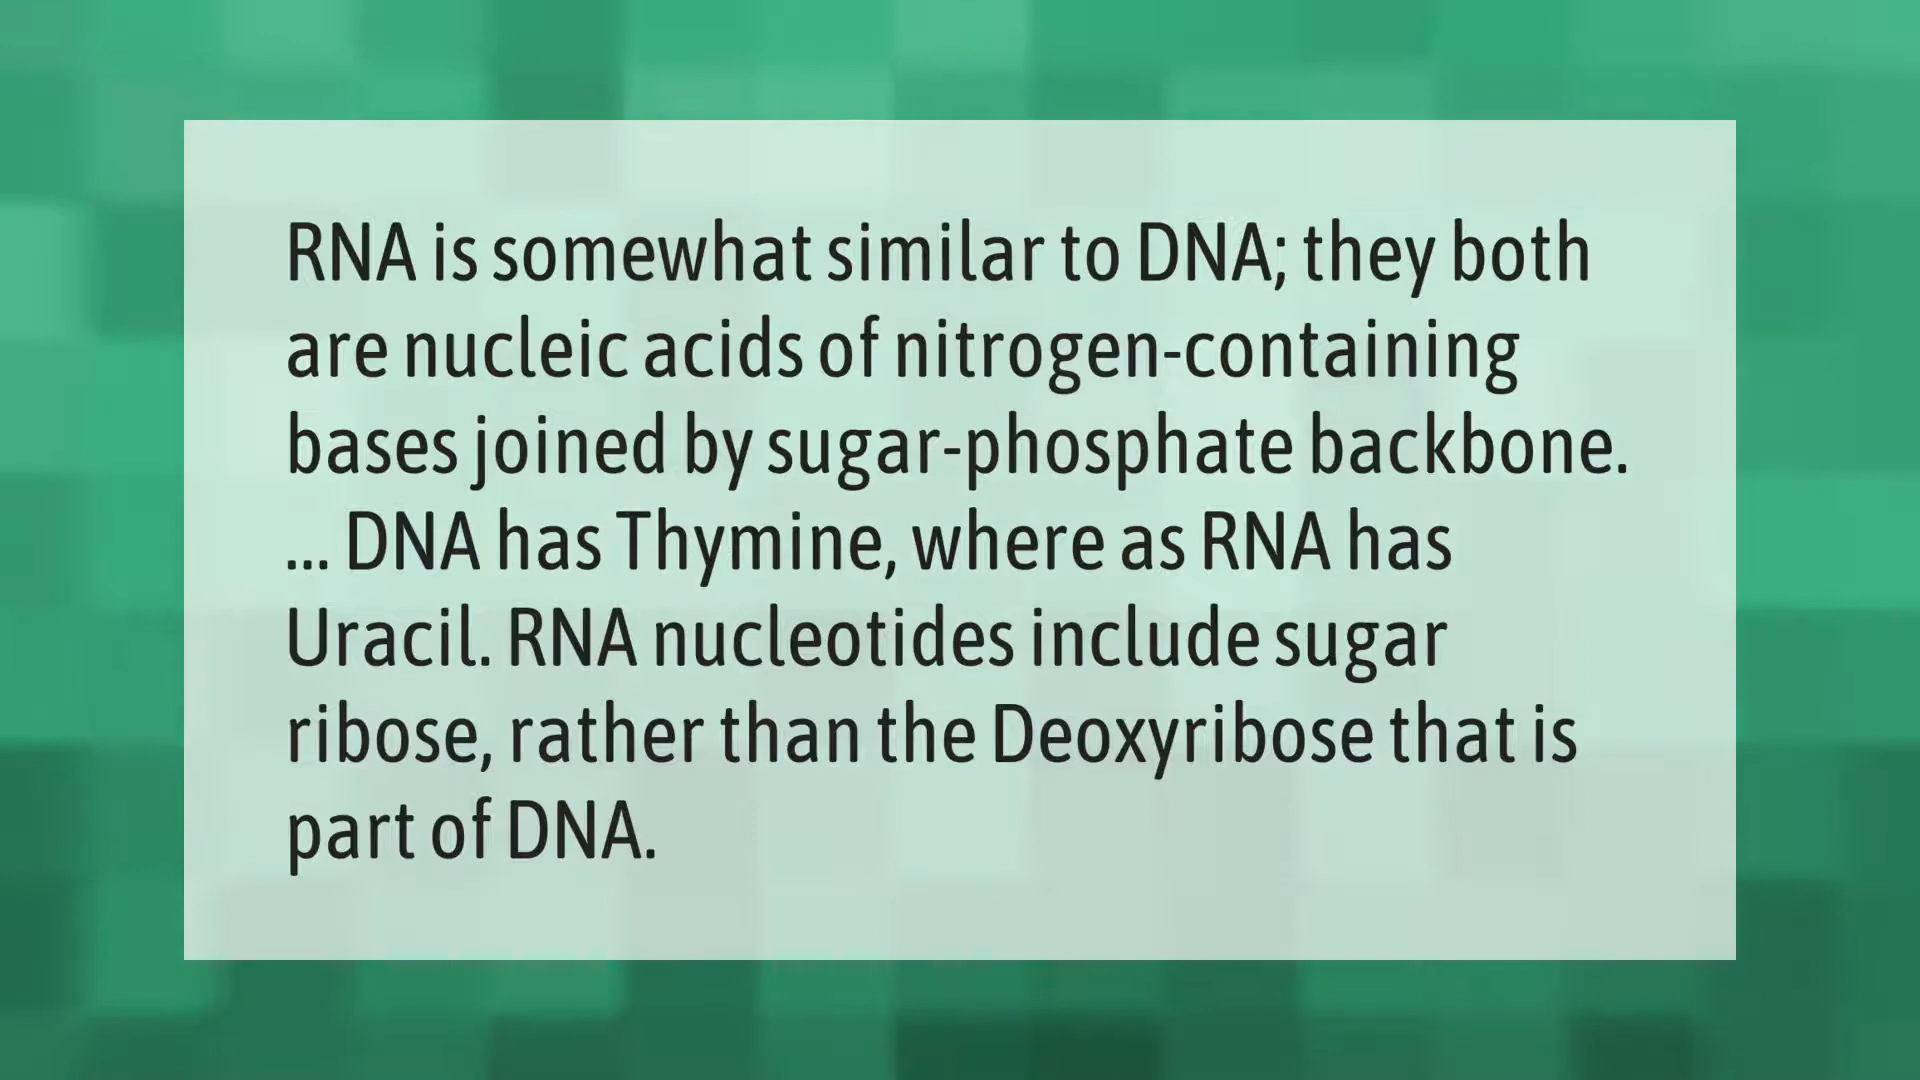 RNA is somewhat similar to DNA; they both
are nucleic acids of nitrogen-containing
bases joined by sugar-phosphate backbone.
... DNA has Thymine, where as RNA has
Uracil. RNA nucleotides include sugar
ribose, rather than the Deoxyribose that is
part of DNA.